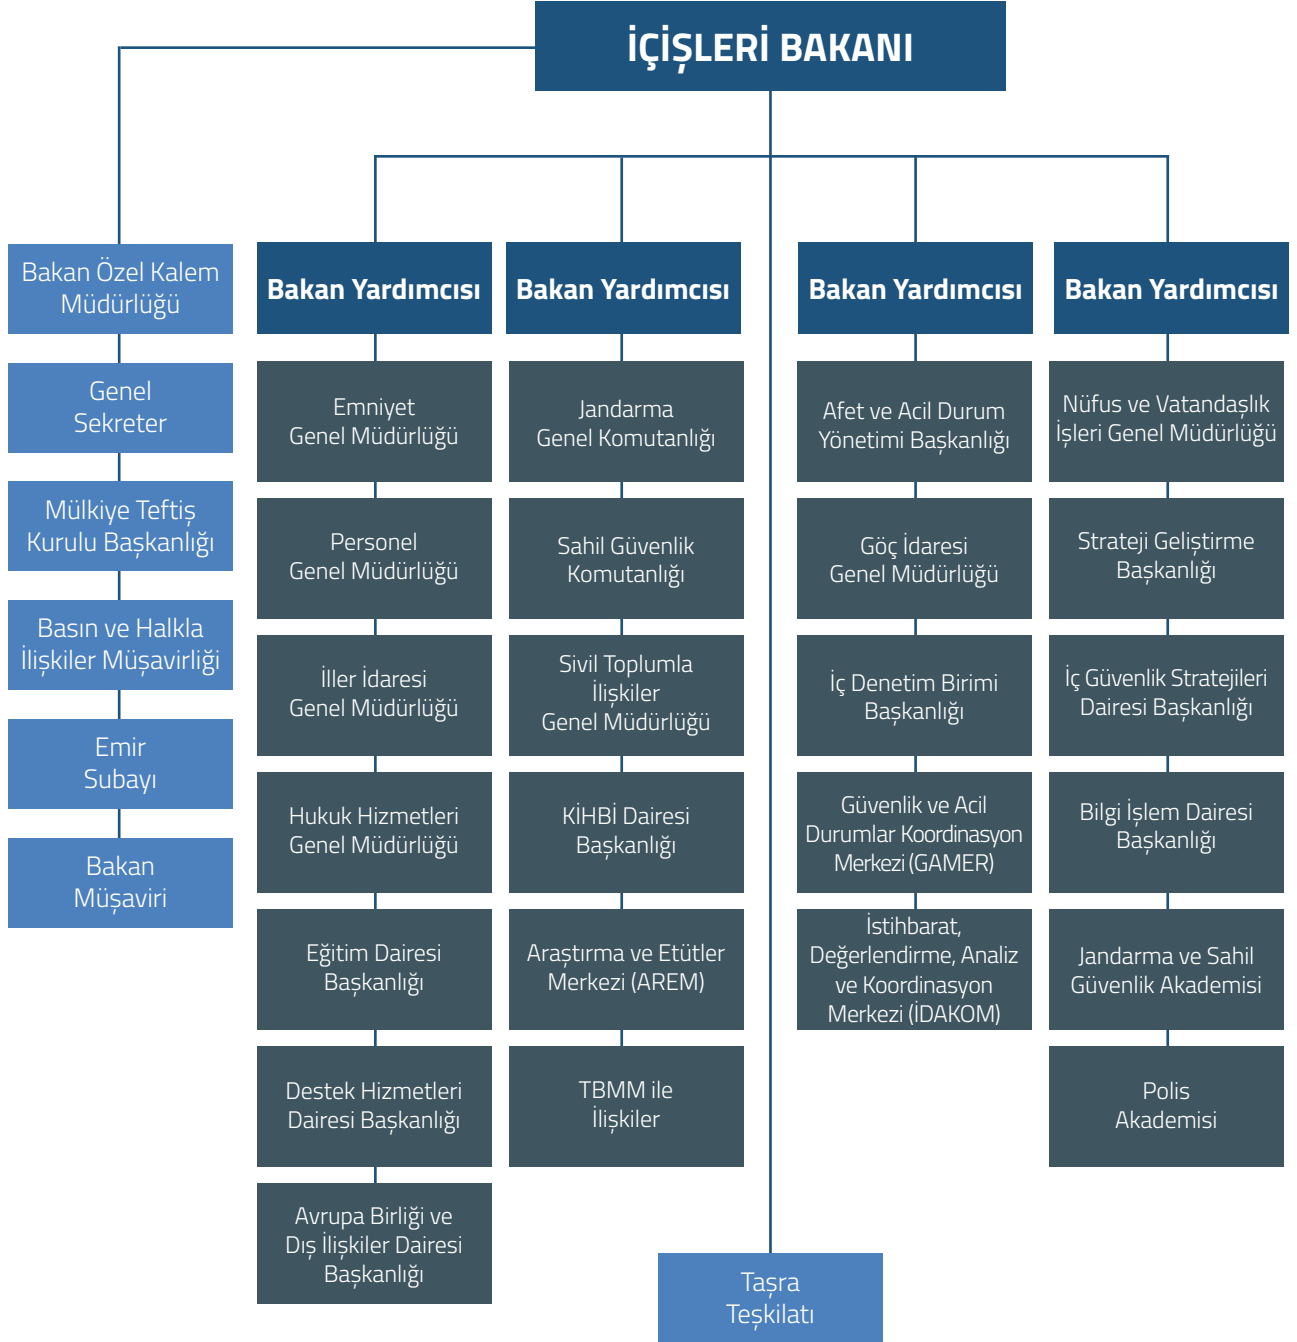 İÇİŞLERİ BAKANI
Bakan Özel Kalem
Müdürlüğü
Genel
Sekreter
Mülkiye Teftiş
Kurulu Başkanlığı
Basın ve Halkla
İlişkiler Müşavirliği
Emir
Subayı
Bakan
Müşaviri
Bakan Yardımcısı
Emniyet
Genel Müdürlüğü
Personel
Genel Müdürlüğü
İller İdaresi
Genel Müdürlüğü
Hukuk Hizmetleri
Genel Müdürlüğü
Eğitim Dairesi
Başkanlığı
Destek Hizmetleri
Dairesi Başkanlığı
Avrupa Birliği ve
Dış İlişkiler Dairesi
Başkanlığı
Bakan Yardımcısı
Jandarma
Genel Komutanlığı
Sahil Güvenlik
Komutanlığı
Sivil Toplumla
İlişkiler
Genel Müdürlüğü
KİHBİ Dairesi
Başkanlığı
Araştırma ve Etütler
Merkezi (AREM)
TBMM ile
İlişkiler
Bakan Yardımcısı
Afet ve Acil Durum
Yönetimi Başkanlığı
Göç İdaresi
Genel Müdürlüğü
İç Denetim Birimi
Başkanlığı
Güvenlik ve Acil
Durumlar Koordinasyon
Merkezi (GAMER)
İstihbarat,
Değerlendirme, Analiz
ve Koordinasyon
Merkezi (İDAKOM)
Bakan Yardımcısı
Nüfus ve Vatandaşlık
İşleri Genel Müdürlüğü
Strateji Geliştirme
Başkanlığı
İç Güvenlik Stratejileri
Dairesi Başkanlığı
Bilgi İşlem Dairesi
Başkanlığı
Jandarma ve Sahil
Güvenlik Akademisi
Polis
Akademisi
Taşra
Teşkilatı